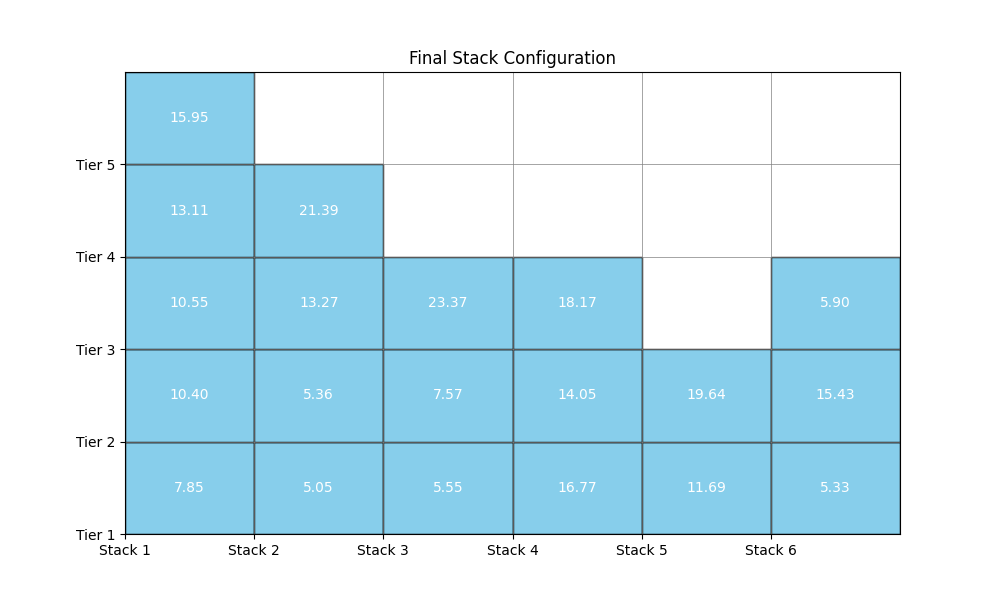 Final Stack Configuration
15.95
Tier 5
13.11 21.39
Tier 4
10.55 13.27 23.37 18.17 5.90
Tier 3
10.40 5.36 7.57 14.05 19.64 15.43
Tier 2
7.85 5.05 5.55 16.77 11.69 5.33
Tier 1
Stack 1 Stack 2 Stack 3 Stack 4 Stack 5 Stack 6